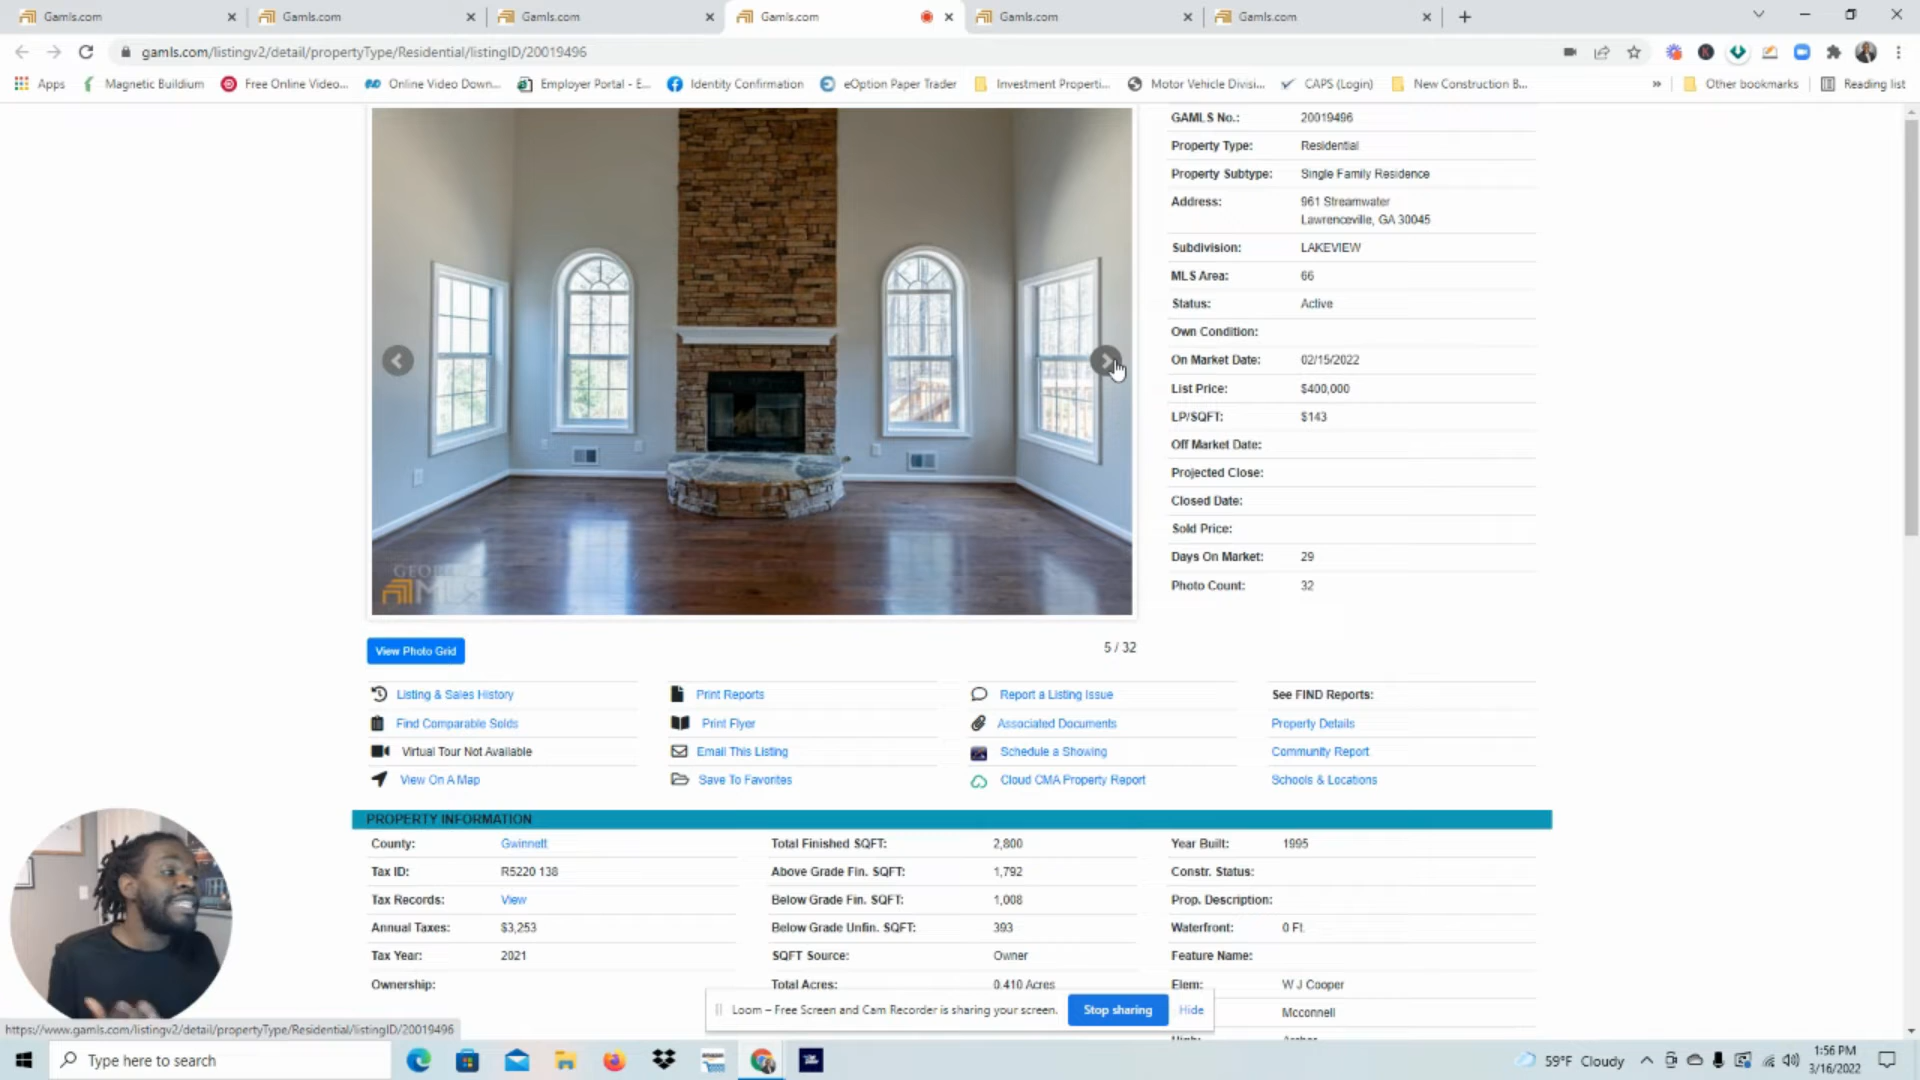 Gamls.com
Gamls.com
Gamls.com
Gamls.com
Gamls.com
Gamls.com
gamls.com/listingv2/detail/propertyType/Residential/listingID/20019496
Apps
Magnetic Buildium
Free Online Video...
Online Video Down...
Employer Portal - E...
Identity Confirmation
eOption Paper Trader
Investment Properti...
Motor Vehicle Divisi...
CAPS (Login)
New Construction B...
»
Other bookmarks
Reading list
GAMLS No.: 20019496
Property Type: Residential
Property Subtype: Single Family Residence
Address: 961 Streamwater
Lawrenceville, GA 30045
Subdivision: LAKEVIEW
MLS Area: 66
Status: Active
Own Condition:
On Market Date: 02/15/2022
List Price: $400,000
LP/SQFT: $143
Off Market Date:
Projected Close:
Closed Date:
Sold Price:
Days On Market: 29
Photo Count: 32
GEORGIA
MLS
View Photo Grid
5 / 32
Listing & Sales History
Print Reports
Report a Listing Issue
See FIND Reports:
Find Comparable Solds
Print Flyer
Associated Documents
Property Details
Virtual Tour Not Available
Email This Listing
Schedule a Showing
Community Report
View On A Map
Save To Favorites
Cloud CMA Property Report
Schools & Locations
PROPERTY INFORMATION
County: Gwinnett
Total Finished SQFT: 2,800
Year Built: 1995
Tax ID: R5220 138
Above Grade Fin. SQFT: 1,792
Constr. Status:
Tax Records: View
Below Grade Fin. SQFT: 1,008
Prop. Description:
Annual Taxes: $3,253
Below Grade Unfin. SQFT: 393
Waterfront: 0 Ft.
Tax Year: 2021
SQFT Source: Owner
Feature Name:
Ownership:
Total Acres: 0.410 Acres
Elem: W J Cooper
Mcconnell
Loom – Free Screen and Cam Recorder is sharing your screen.
Stop sharing
Hide
https://www.gamls.com/listingv2/detail/propertyType/Residential/listingID/20019496
Type here to search
59°F Cloudy
1:56 PM
3/16/2022